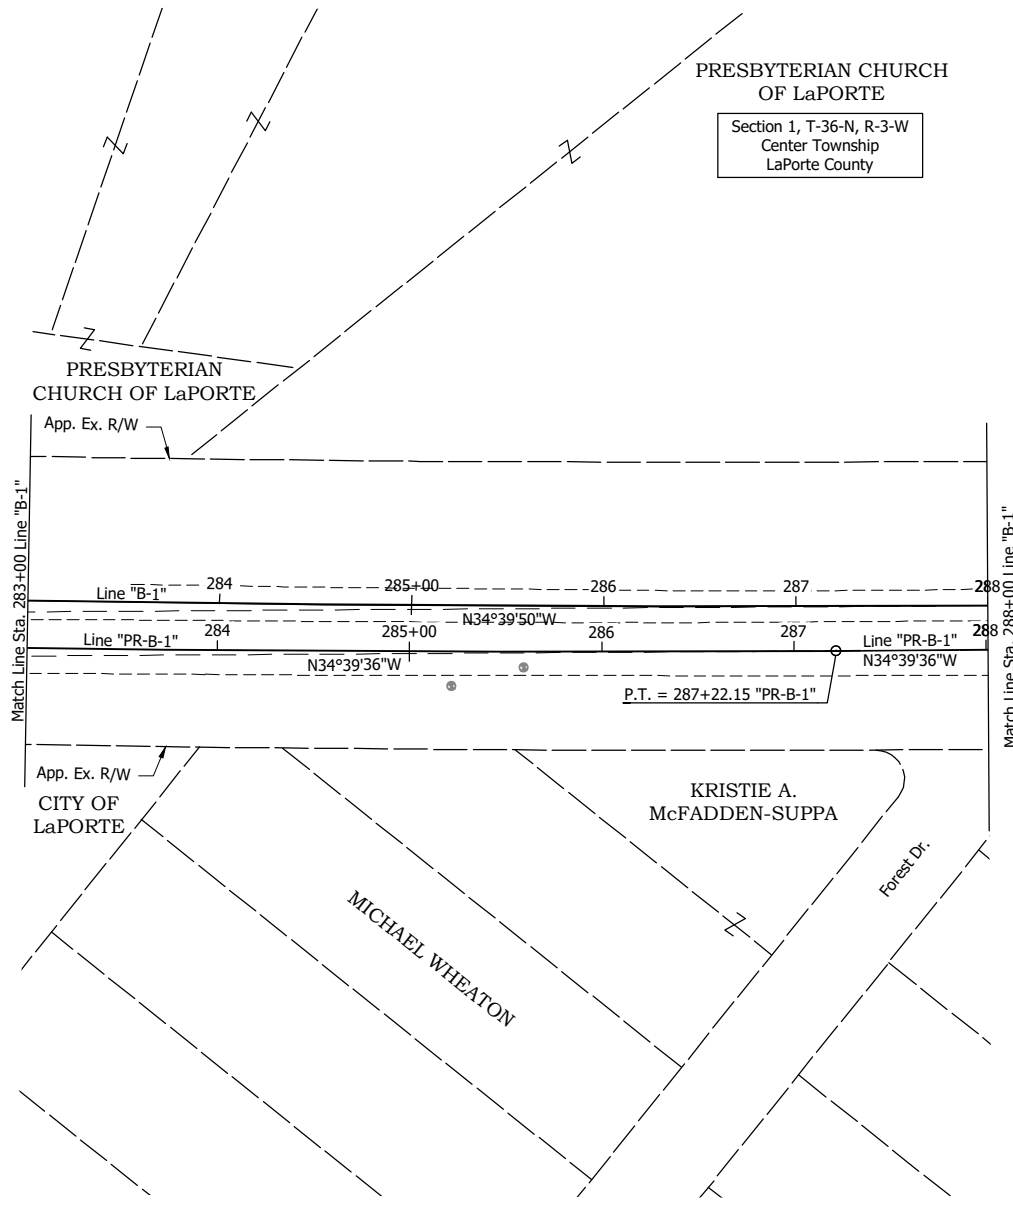 PRESBYTERIAN CHURCH
OF LaPORTE
Section 1, T-36-N, R-3-W
Center Township
LaPorte County
PRESBYTERIAN
CHURCH OF LaPORTE
App. Ex. R/W
Match Line Sta. 283+00 Line "B-1"
Match Line Sta. 288+00 Line "B-1"
284
285+00
286
287
288
Line "B-1"
N34°39'50"W
284
285+00
286
287
288
Line "PR-B-1"
Line "PR-B-1"
N34°39'36"W
N34°39'36"W
P.T. = 287+22.15 "PR-B-1"
App. Ex. R/W
CITY OF
LaPORTE
KRISTIE A.
McFADDEN-SUPPA
Forest Dr.
MICHAEL WHEATON